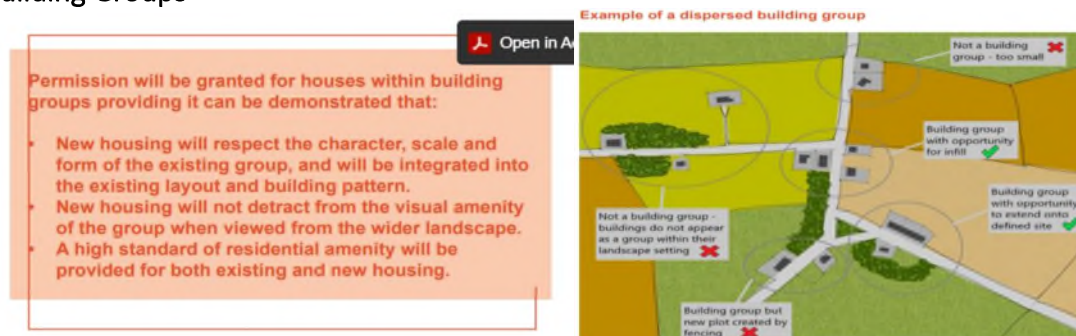 Building Groups
Open in A
Permission will be granted for houses within building
groups providing it can be demonstrated that:
• New housing will respect the character, scale and
form of the existing group, and will be integrated into
the existing layout and building pattern.
• New housing will not detract from the visual amenity
of the group when viewed from the wider landscape.
• A high standard of residential amenity will be
provided for both existing and new housing.
Example of a dispersed building group
Not a building
group - too small
Building group
with opportunity
for infill
Building group
with opportunity
to extend onto
defined site
Not a building group -
buildings do not appear
as a group within their
landscape setting
Building group but
new plot created by
fencing